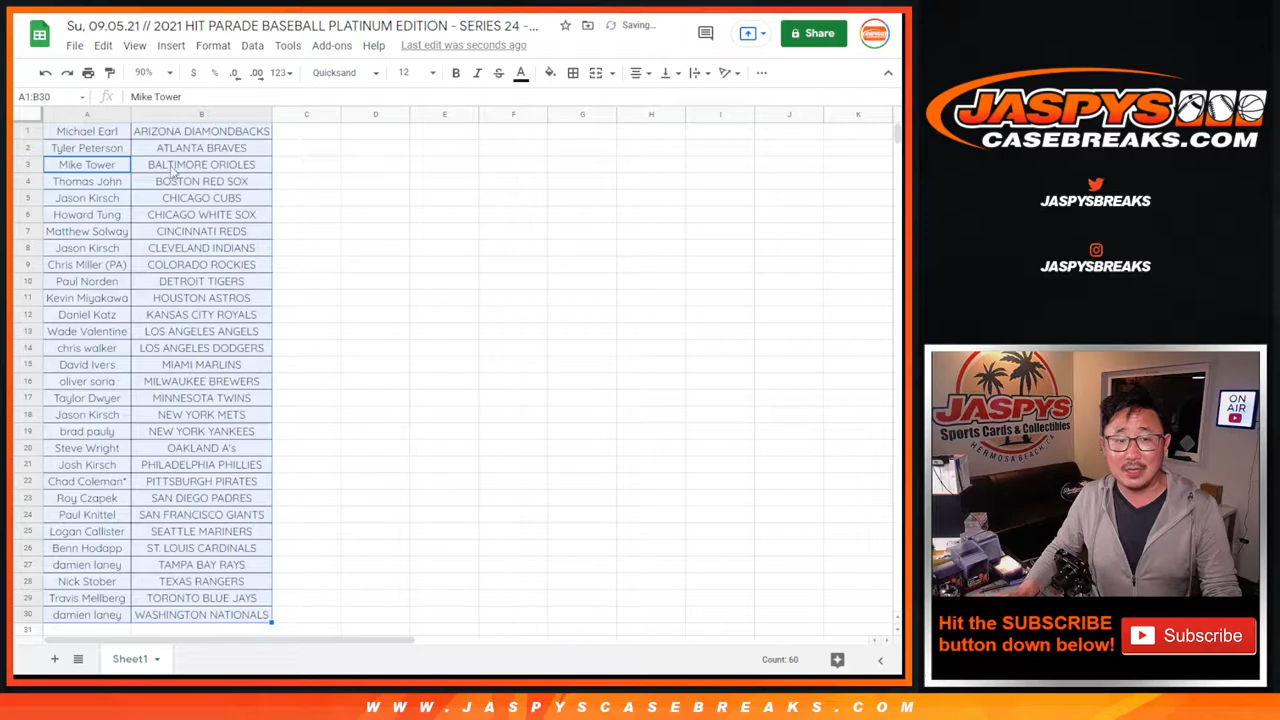 Su, 09.05.21 // 2021 HIT PARADE BASEBALL PLATINUM EDITION - SERIES 24 -...
Saving...
Share
File Edit View Insert Format Data Tools Add-ons Help Last edit was seconds ago
90% $ % .0 .00 123 Quicksand 12 B I S A
A1:B30 fx Mike Tower
A B C D E F G H I J K
1 Michael Earl ARIZONA DIAMONDBACKS
2 Tyler Peterson ATLANTA BRAVES
3 Mike Tower BALTIMORE ORIOLES
4 Thomas John BOSTON RED SOX
5 Jason Kirsch CHICAGO CUBS
6 Howard Tung CHICAGO WHITE SOX
7 Matthew Solway CINCINNATI REDS
8 Jason Kirsch CLEVELAND INDIANS
9 Chris Miller (PA) COLORADO ROCKIES
10 Paul Norden DETROIT TIGERS
11 Kevin Miyakawa HOUSTON ASTROS
12 Daniel Katz KANSAS CITY ROYALS
13 Wade Valentine LOS ANGELES ANGELS
14 chris walker LOS ANGELES DODGERS
15 David Ivers MIAMI MARLINS
16 oliver soria MILWAUKEE BREWERS
17 Taylor Dwyer MINNESOTA TWINS
18 Jason Kirsch NEW YORK METS
19 brad pauly NEW YORK YANKEES
20 Steve Wright OAKLAND A's
21 Josh Kirsch PHILADELPHIA PHILLIES
22 Chad Coleman* PITTSBURGH PIRATES
23 Roy Czapek SAN DIEGO PADRES
24 Paul Knittel SAN FRANCISCO GIANTS
25 Logan Callister SEATTLE MARINERS
26 Benn Hodapp ST. LOUIS CARDINALS
27 damien laney TAMPA BAY RAYS
28 Nick Stober TEXAS RANGERS
29 Travis Mellberg TORONTO BLUE JAYS
30 damien laney WASHINGTON NATIONALS
31
Sheet1
Count: 60
JASPYS
CASEBREAKS.COM
JASPYSBREAKS
JASPYSBREAKS
JASPYS
Sports Cards & Collectibles
HERMOSA BEACH, CA
ON AIR
Hit the SUBSCRIBE
button down below!
Subscribe
WWW.JASPYSCASEBREAKS.COM